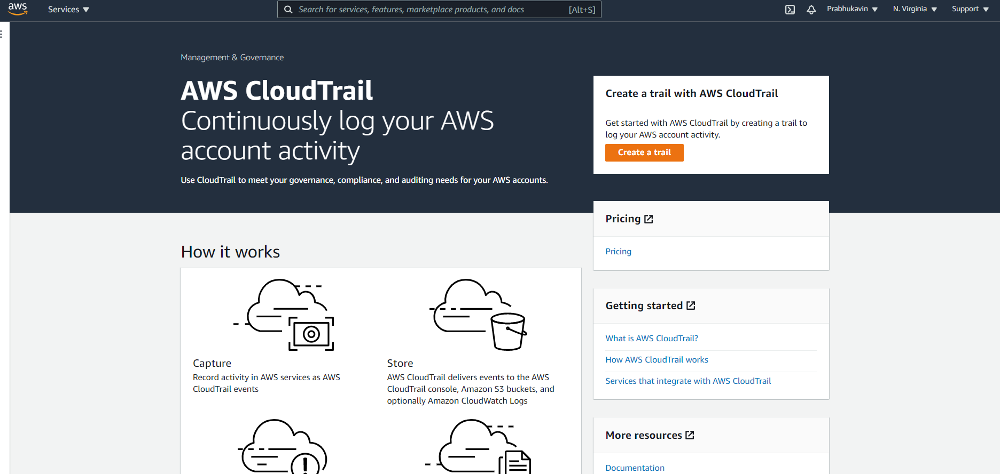 aws
Services
Search for services, features, marketplace products, and docs
[Alt+S]
Prabhukavin
N. Virginia
Support
Management & Governance
AWS CloudTrail
Continuously log your AWS
account activity
Use CloudTrail to meet your governance, compliance, and auditing needs for your AWS accounts.
Create a trail with AWS CloudTrail
Get started with AWS CloudTrail by creating a trail to
log your AWS account activity.
Create a trail
Pricing
Pricing
How it works
Capture
Record activity in AWS services as AWS
CloudTrail events
Store
AWS CloudTrail delivers events to the AWS
CloudTrail console, Amazon S3 buckets, and
optionally Amazon CloudWatch Logs
Getting started
What is AWS CloudTrail?
How AWS CloudTrail works
Services that integrate with AWS CloudTrail
More resources
Documentation